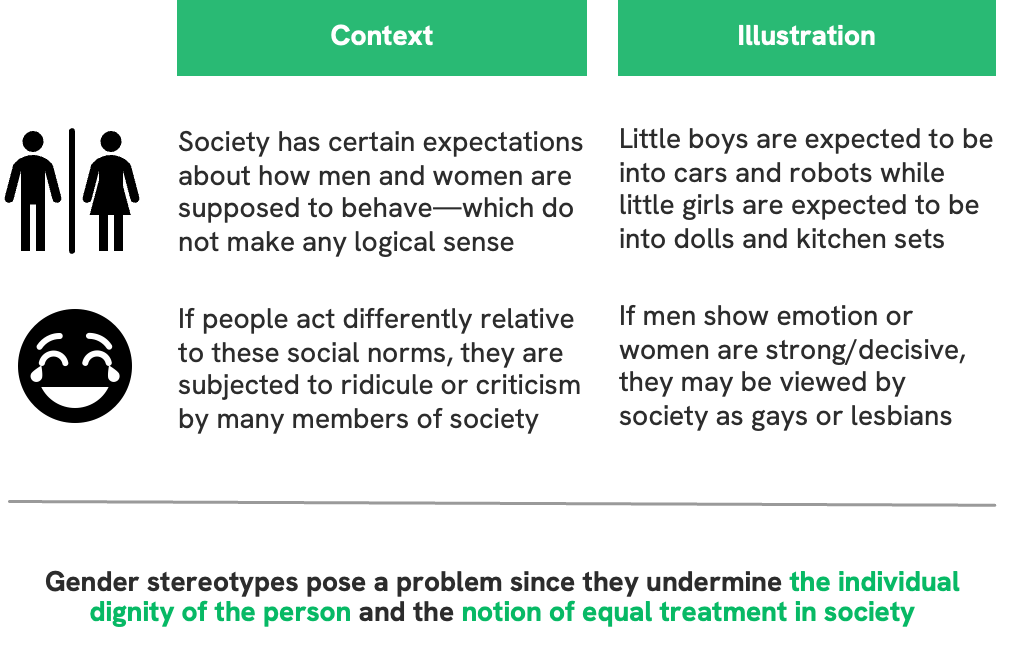 Context
Illustration
Society has certain expectations
about how men and women are
supposed to behave—which do
not make any logical sense
Little boys are expected to be
into cars and robots while
little girls are expected to be
into dolls and kitchen sets
If people act differently relative
to these social norms, they are
subjected to ridicule or criticism
by many members of society
If men show emotion or
women are strong/decisive,
they may be viewed by
society as gays or lesbians
Gender stereotypes pose a problem since they undermine the individual
dignity of the person and the notion of equal treatment in society